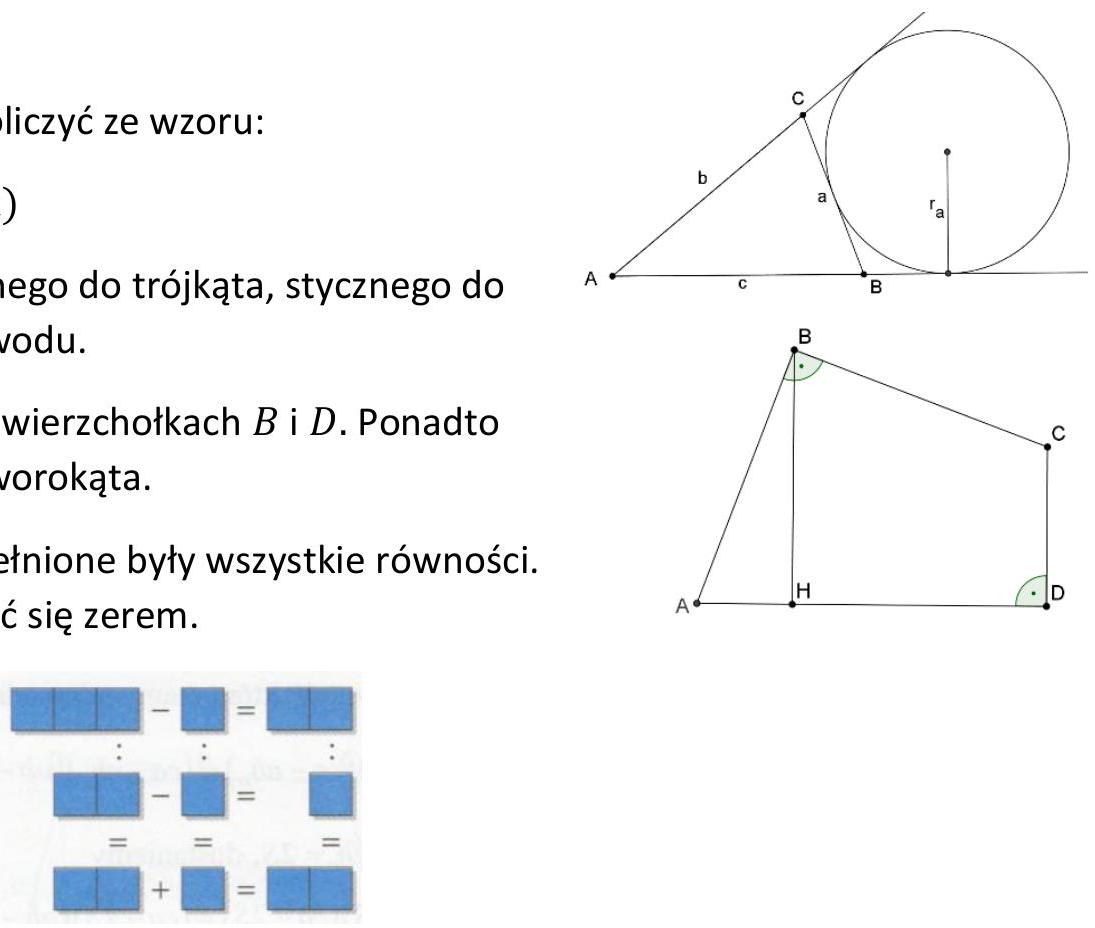 liczyć ze wzoru:
)
nego do trójkąta, stycznego do
wodu.
wierzchołkach B i D. Ponadto
worokąta.
ełnione były wszystkie równości.
ć się zerem.
C
b
a
r_a
A
c
B
B
C
A
H
D
− =
: : :
− =
= = =
+ =